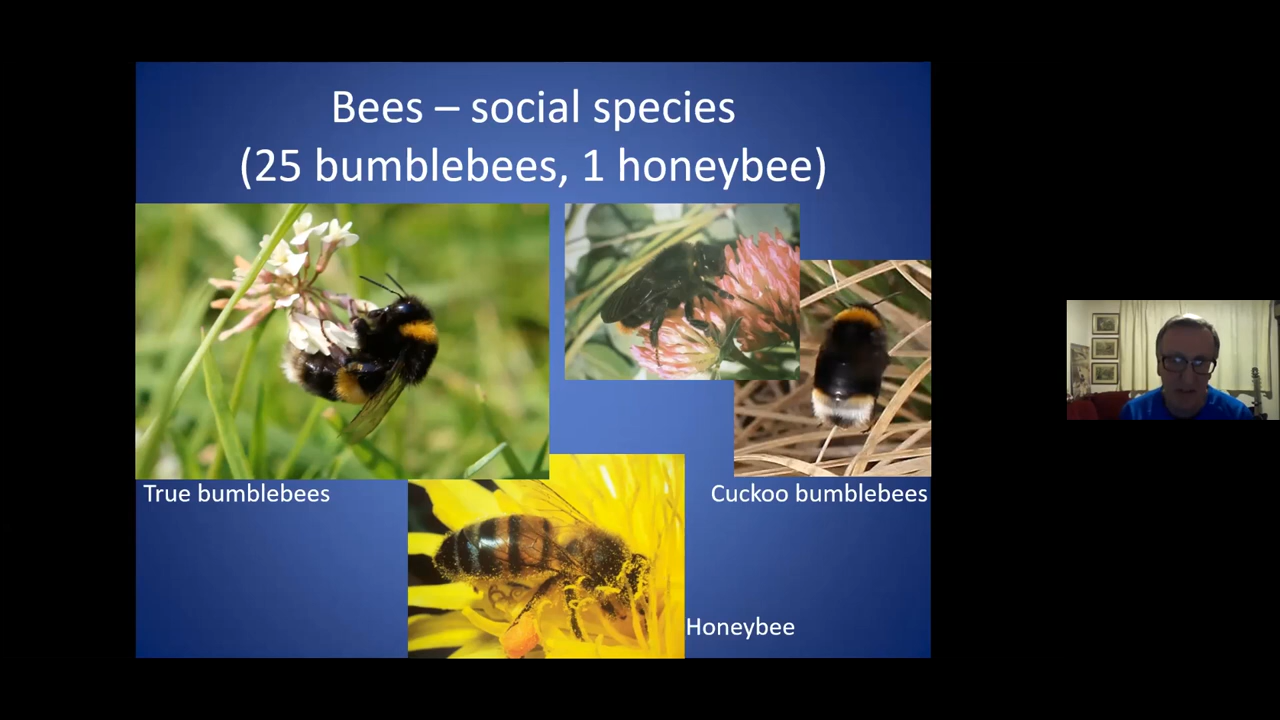 Bees – social species
(25 bumblebees, 1 honeybee)
True bumblebees
Cuckoo bumblebees
Honeybee